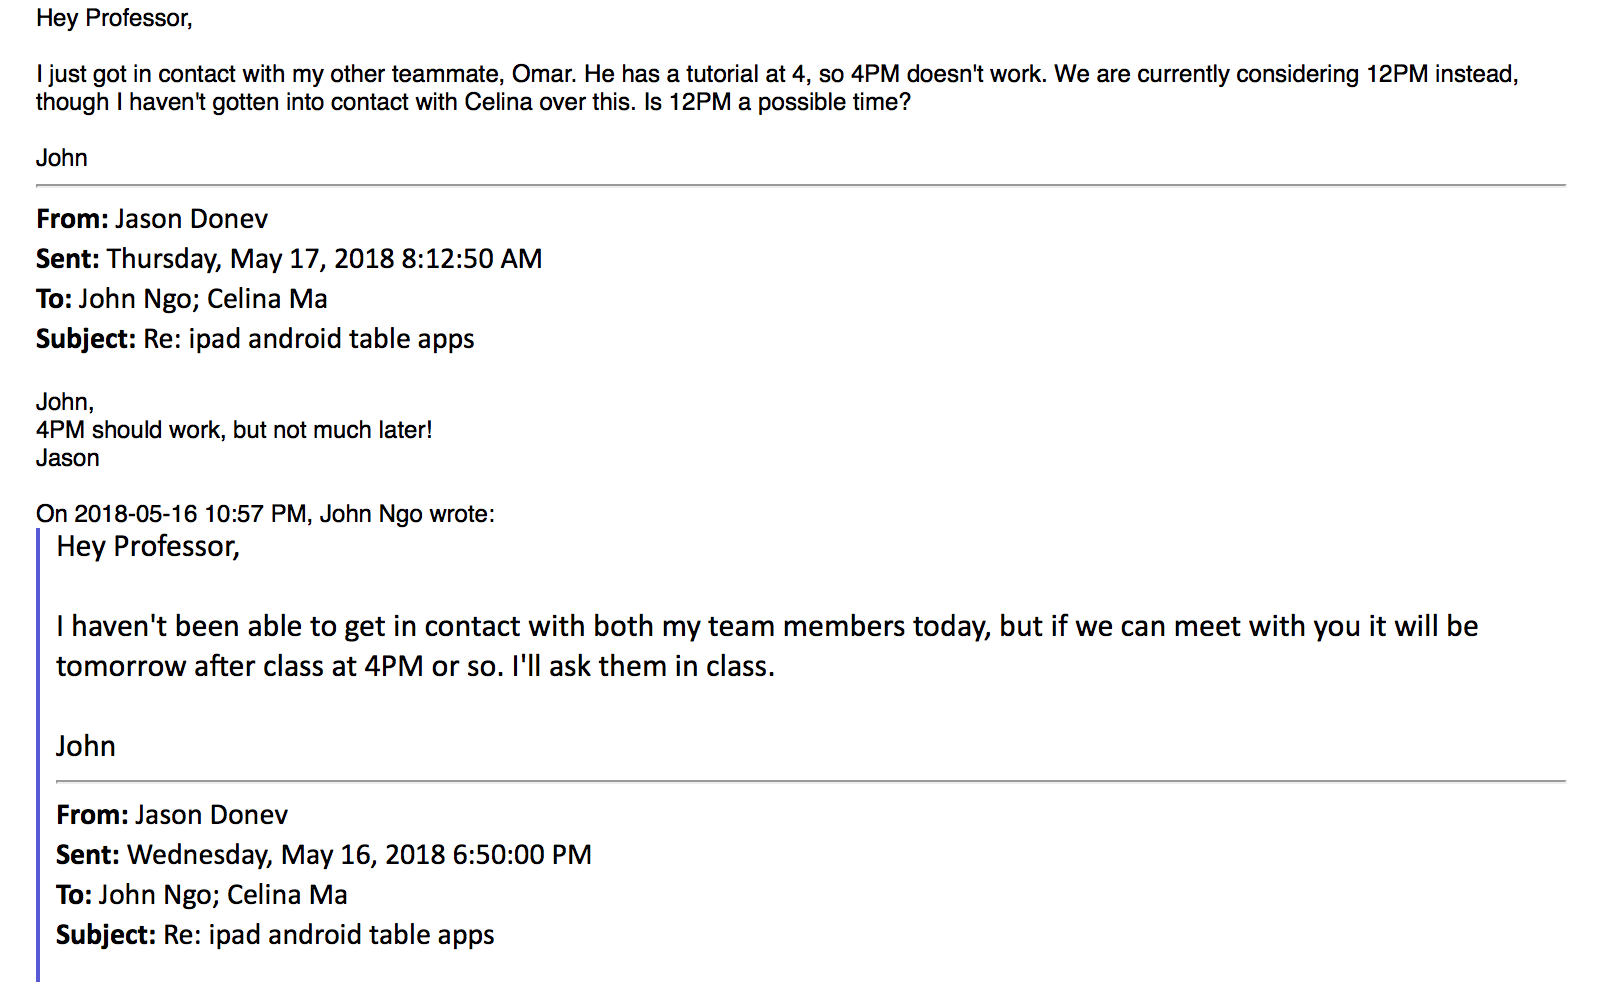 Hey Professor,
I just got in contact with my other teammate, Omar. He has a tutorial at 4, so 4PM doesn't work. We are currently considering 12PM instead,
though I haven't gotten into contact with Celina over this. Is 12PM a possible time?
John
From: Jason Donev
Sent: Thursday, May 17, 2018 8:12:50 AM
To: John Ngo; Celina Ma
Subject: Re: ipad android table apps
John,
4PM should work, but not much later!
Jason
On 2018-05-16 10:57 PM, John Ngo wrote:
Hey Professor,
I haven't been able to get in contact with both my team members today, but if we can meet with you it will be
tomorrow after class at 4PM or so. I'll ask them in class.
John
From: Jason Donev
Sent: Wednesday, May 16, 2018 6:50:00 PM
To: John Ngo; Celina Ma
Subject: Re: ipad android table apps